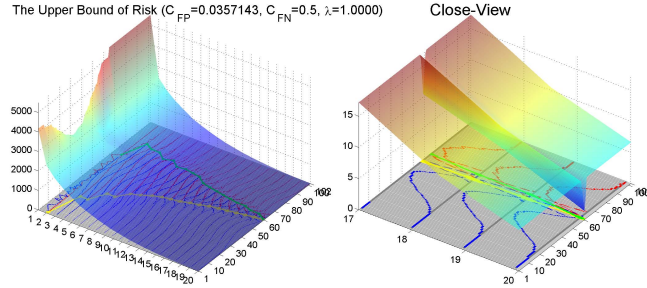 The Upper Bound of Risk (C_FP=0.0357143, C_FN=0.5, λ=1.0000)
Close-View
5000
4000
3000
2000
1000
0
1 2 3 4 5 6 7 8 9 10 11 12 13 14 15 16 17 18 19 20
1 10 20 30 40 50 60 70 80 90
15
10
5
0
17 18 19 20
1 10 20 30 40 50 60 70 80 90